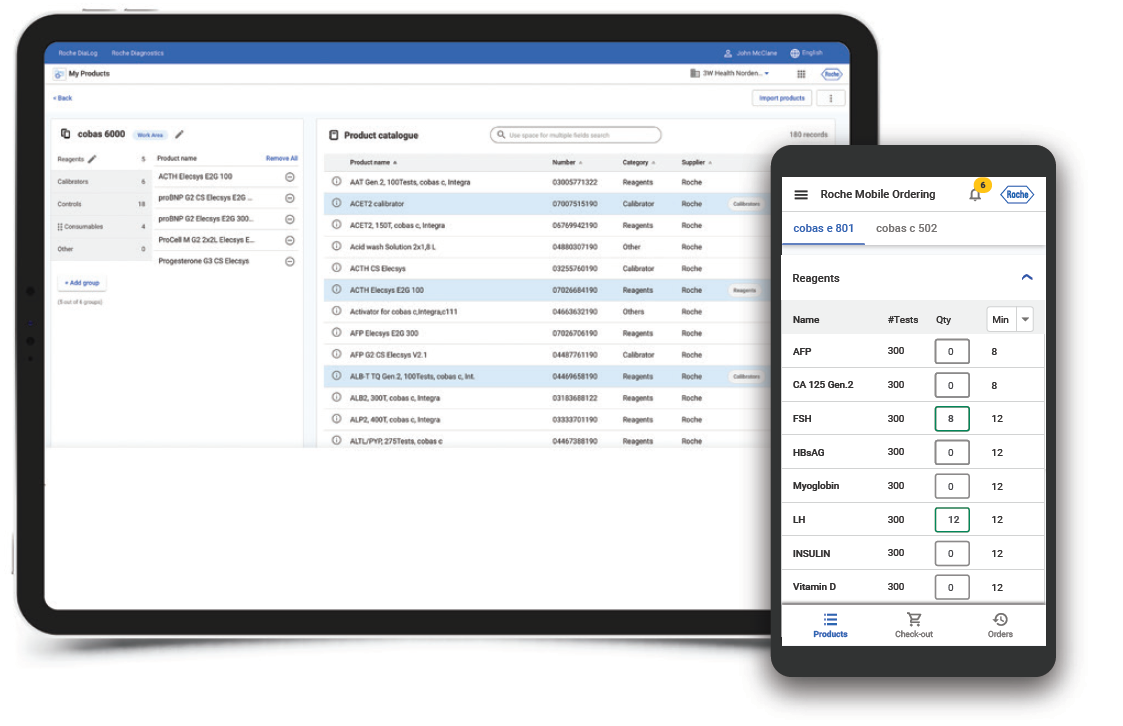 Roche DiaLog Roche Diagnostics John McClane English
My Products 3W Health Norden... Roche
< Back Import products
cobas 6000 Work Area
Reagents 5
Calibrators 6
Controls 18
Consumables 4
Other 0
+ Add group
(5 out of 6 groups)
Product name Remove All
ACTH Elecsys E2G 100
proBNP G2 CS Elecsys E2G ...
proBNP G2 Elecsys E2G 300...
ProCell M G2 2x2L Elecsys E...
Progesterone G3 CS Elecsys
Product catalogue Use space for multiple fields search 180 records
Product name Number Category Supplier
AAT Gen.2, 100Tests, cobas c, Integra 03005771322 Reagents Roche
ACET2 calibrator 07007515190 Calibrator Roche Calibrators
ACET2, 150T, cobas c, Integra 06769942190 Reagents Roche
Acid wash Solution 2x1,8 L 04880307190 Other Roche
ACTH CS Elecsys 03255760190 Calibrator Roche
ACTH Elecsys E2G 100 07026684190 Reagents Roche Reagents
Activator for cobas c,Integra,c111 04663632190 Others Roche
AFP Elecsys E2G 300 07026706190 Reagents Roche
AFP G2 CS Elecsys V2.1 04487761190 Calibrator Roche
ALB-T TQ Gen.2, 100Tests, cobas c, Int. 04469658190 Reagents Roche Calibrators
ALB2, 300T, cobas c, Integra 03183688122 Reagents Roche
ALP2, 400T, cobas c, Integra 03333701190 Reagents Roche
ALTL/PYP, 275Tests, cobas c 04467388190 Reagents Roche
Roche Mobile Ordering 6 Roche
cobas e 801 cobas c 502
Reagents
Name #Tests Qty Min
AFP 300 0 8
CA 125 Gen.2 300 0 8
FSH 300 8 12
HBsAG 300 0 12
Myoglobin 300 0 12
LH 300 12 12
INSULIN 300 0 12
Vitamin D 300 0 12
Products Check-out Orders